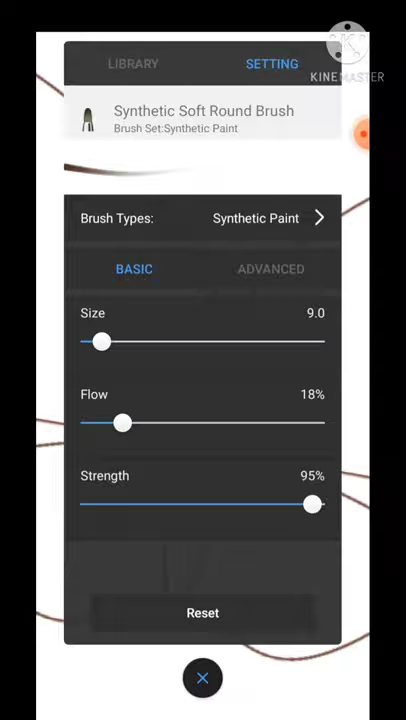 LIBRARY
SETTING
KINEMASTER
Synthetic Soft Round Brush
Brush Set:Synthetic Paint
Brush Types:
Synthetic Paint
BASIC
ADVANCED
Size
9.0
Flow
18%
Strength
95%
Reset